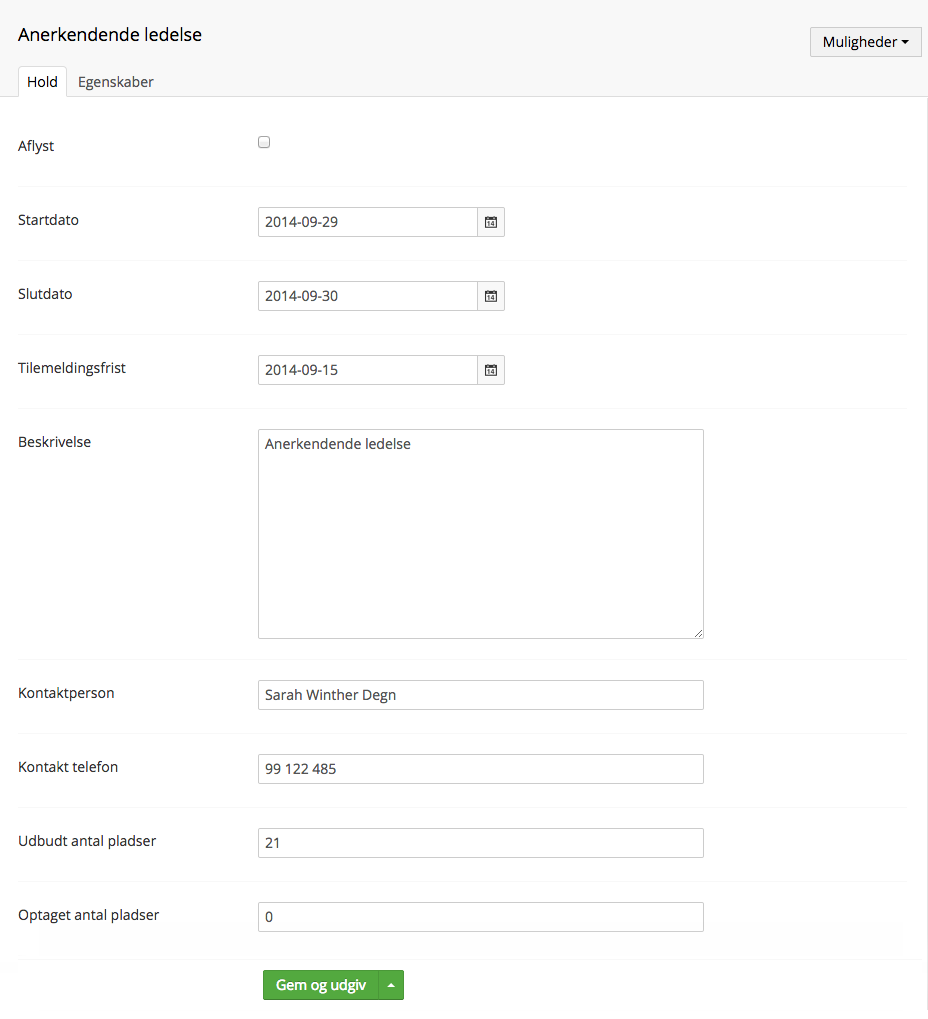 Anerkendende ledelse
Muligheder
Hold Egenskaber
Aflyst
Startdato 2014-09-29
Slutdato 2014-09-30
Tilemeldingsfrist 2014-09-15
Beskrivelse Anerkendende ledelse
Kontaktperson Sarah Winther Degn
Kontakt telefon 99 122 485
Udbudt antal pladser 21
Optaget antal pladser 0
Gem og udgiv